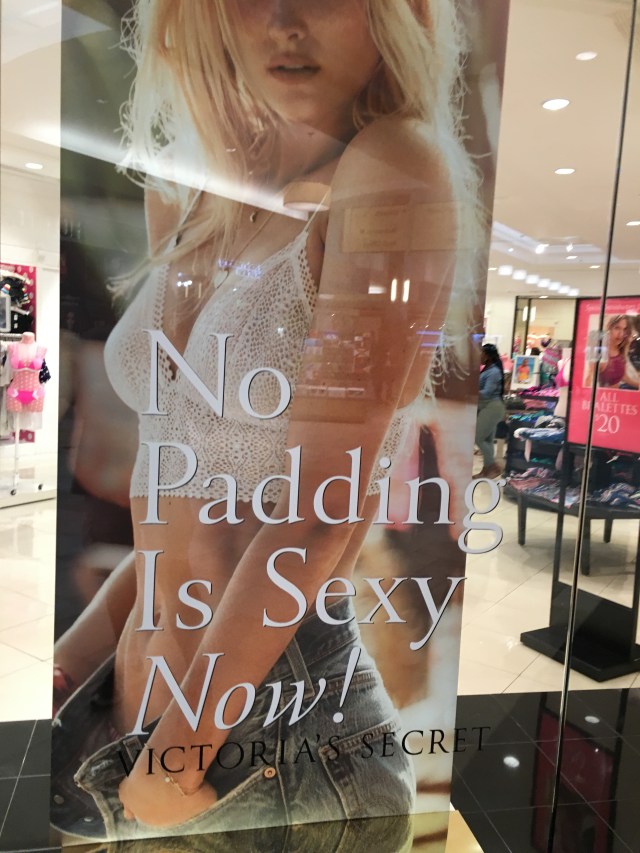 No
Padding
Is Sexy
Now!
VICTORIA'S SECRET
ALL
BRALETTES
$20